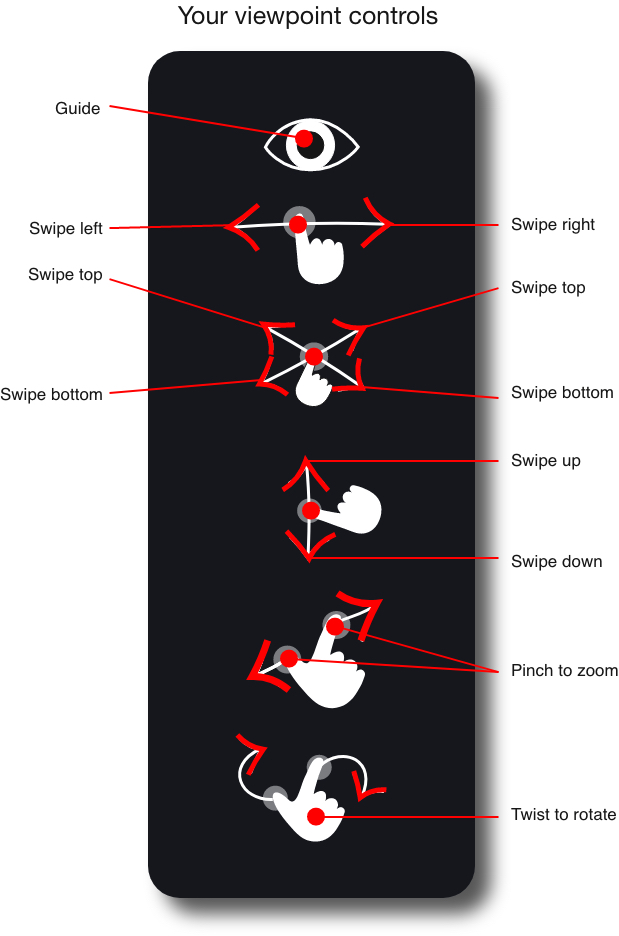 Your viewpoint controls
Guide
Swipe left
Swipe right
Swipe top
Swipe top
Swipe bottom
Swipe bottom
Swipe up
Swipe down
Pinch to zoom
Twist to rotate